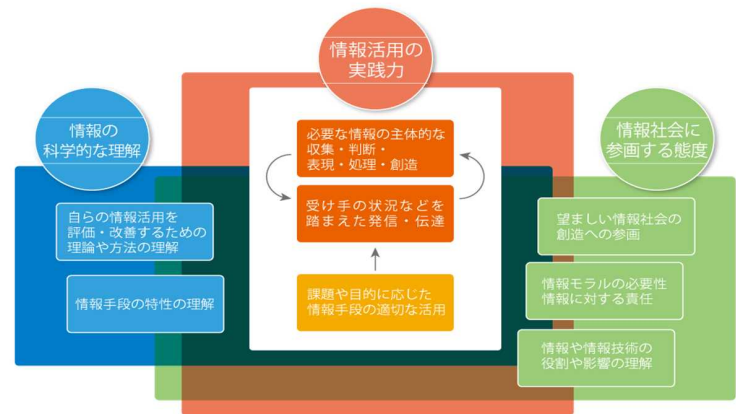 情報活用の
実践力
情報の
科学的な理解
情報社会に
参画する態度
必要な情報の主体的な
収集・判断・
表現・処理・創造
受け手の状況などを
踏まえた発信・伝達
課題や目的に応じた
情報手段の適切な活用
自らの情報活用を
評価・改善するための
理論や方法の理解
情報手段の特性の理解
望ましい情報社会の
創造への参画
情報モラルの必要性
情報に対する責任
情報や情報技術の
役割や影響の理解